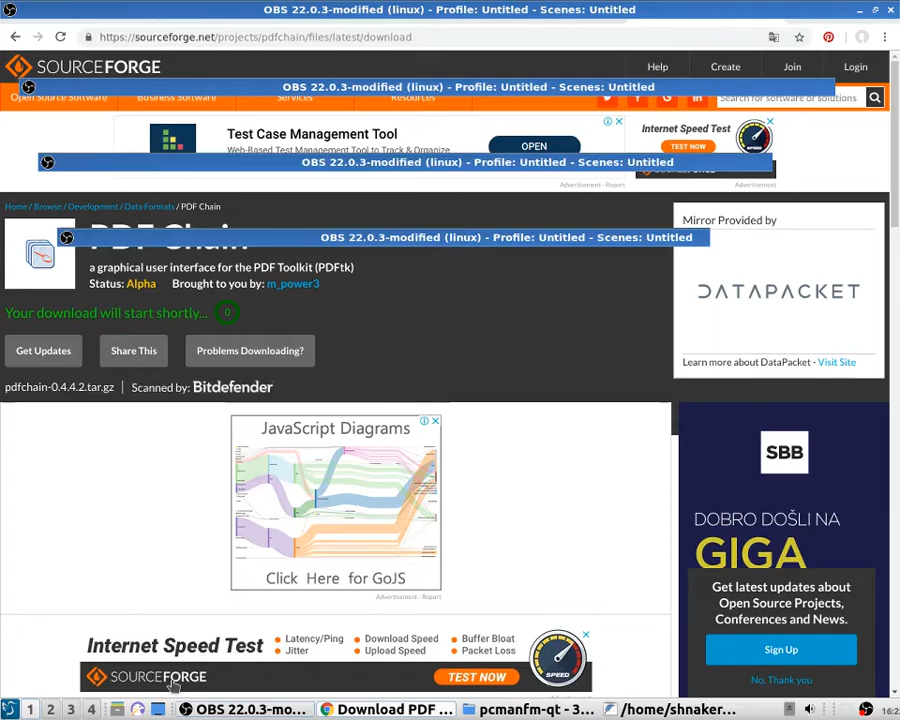 OBS 22.0.3-modified (linux) - Profile: Untitled - Scenes: Untitled
https://sourceforge.net/projects/pdfchain/files/latest/download
SOURCEFORGE
Help Create Join Login
OBS 22.0.3-modified (linux) - Profile: Untitled - Scenes: Untitled
Open Source Software Business Software Services Resources
Search for software or solutions
Test Case Management Tool
Web-Based Test Management Tool to Track & Organize
OPEN
Internet Speed Test
TEST NOW
SPEED
OBS 22.0.3-modified (linux) - Profile: Untitled - Scenes: Untitled
Advertisement - Report
Advertisement
Home / Browse / Development / Data Formats / PDF Chain
PDF Chain
OBS 22.0.3-modified (linux) - Profile: Untitled - Scenes: Untitled
a graphical user interface for the PDF Toolkit (PDFtk)
Status: Alpha Brought to you by: m_power3
Your download will start shortly... 0
Get Updates Share This Problems Downloading?
pdfchain-0.4.4.2.tar.gz | Scanned by: Bitdefender
Mirror Provided by
DATAPACKET
Learn more about DataPacket - Visit Site
JavaScript Diagrams
Click Here for GoJS
Advertisement - Report
SBB
DOBRO DOŠLI NA
GIGA
Get latest updates about
Open Source Projects,
Conferences and News.
Sign Up
No, Thank you
Internet Speed Test
Latency/Ping Download Speed Buffer Bloat
Jitter Upload Speed Packet Loss
SOURCEFORGE
TEST NOW
SPEED
1 2 3 4 OBS 22.0.3-mo... Download PDF ... pcmanfm-qt - 3... /home/shnaker...